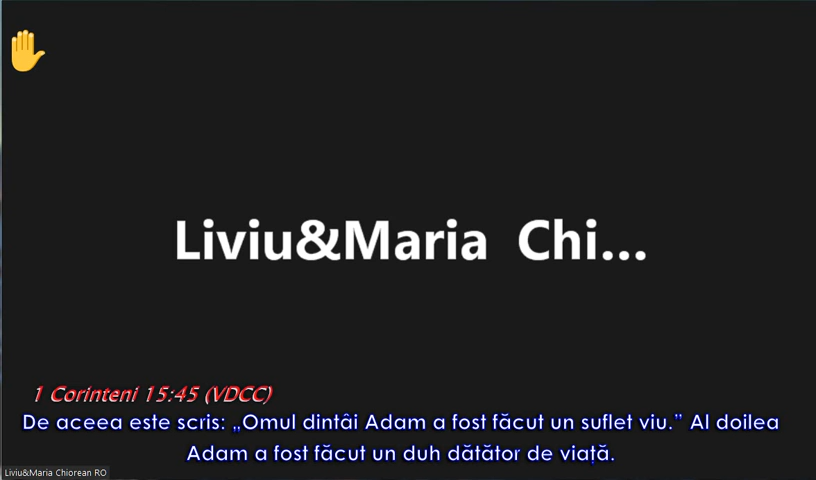 Liviu&Maria Chi...
1 Corinteni 15:45 (VDCC)
De aceea este scris: „Omul dintâi Adam a fost făcut un suflet viu.” Al doilea
Adam a fost făcut un duh dătător de viață.
Liviu&Maria Chiorean RO